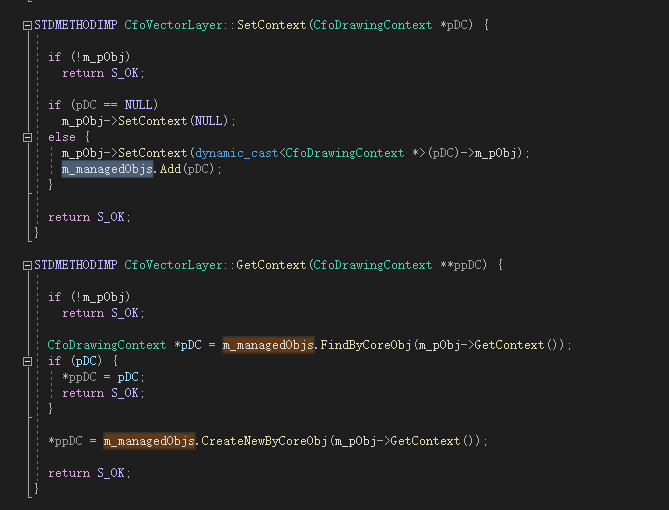 STDMETHODIMP CfoVectorLayer::SetContext(CfoDrawingContext *pDC) {
if (!m_pObj)
return S_OK;
if (pDC == NULL)
m_pObj->SetContext(NULL);
else {
m_pObj->SetContext(dynamic_cast<CfoDrawingContext *>(pDC)->m_pObj);
m_managedObjs.Add(pDC);
}
return S_OK;
}
STDMETHODIMP CfoVectorLayer::GetContext(CfoDrawingContext **ppDC) {
if (!m_pObj)
return S_OK;
CfoDrawingContext *pDC = m_managedObjs.FindByCoreObj(m_pObj->GetContext());
if (pDC) {
*ppDC = pDC;
return S_OK;
}
*ppDC = m_managedObjs.CreateNewByCoreObj(m_pObj->GetContext());
return S_OK;
}